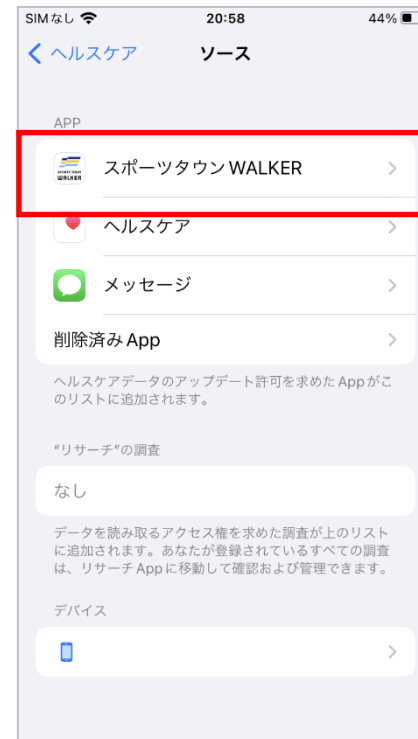 SIMなし 20:58 44%
ヘルスケア ソース
APP
スポーツタウン WALKER
ヘルスケア
メッセージ
削除済み App
ヘルスケアデータのアップデート許可を求めた Appがこ
のリストに追加されます。
“リサーチ”の調査
なし
データを読み取るアクセス権を求めた調査が上のリスト
に追加されます。あなたが登録されているすべての調査
は、リサーチAppに移動して確認および管理できます。
デバイス